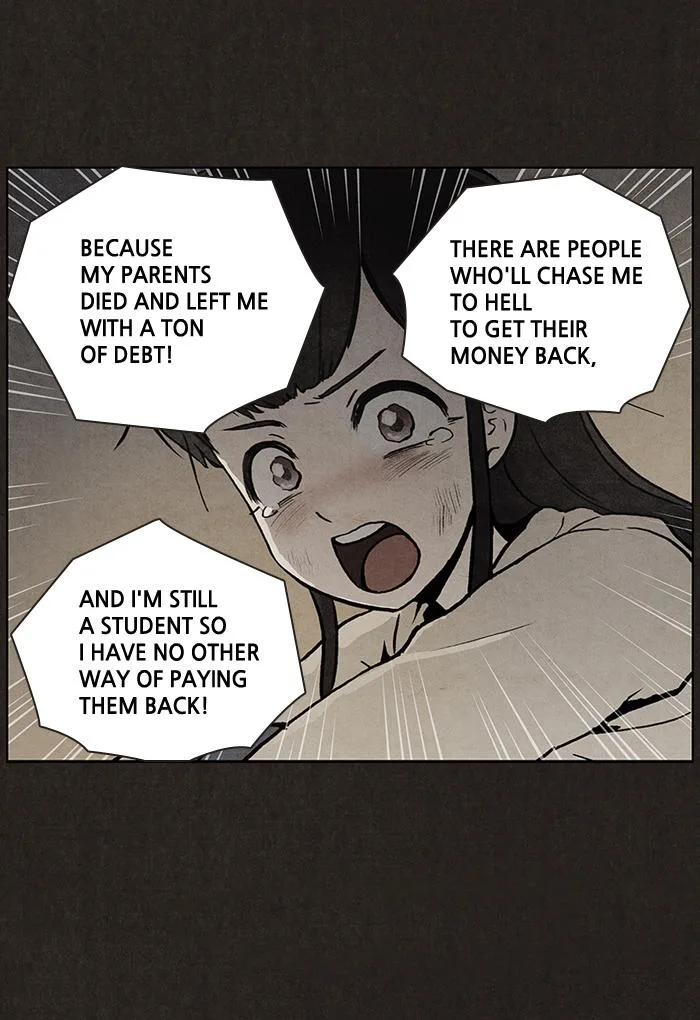 BECAUSE
MY PARENTS
DIED AND LEFT ME
WITH A TON
OF DEBT!
THERE ARE PEOPLE
WHO'LL CHASE ME
TO HELL
TO GET THEIR
MONEY BACK,
AND I'M STILL
A STUDENT SO
I HAVE NO OTHER
WAY OF PAYING
THEM BACK!